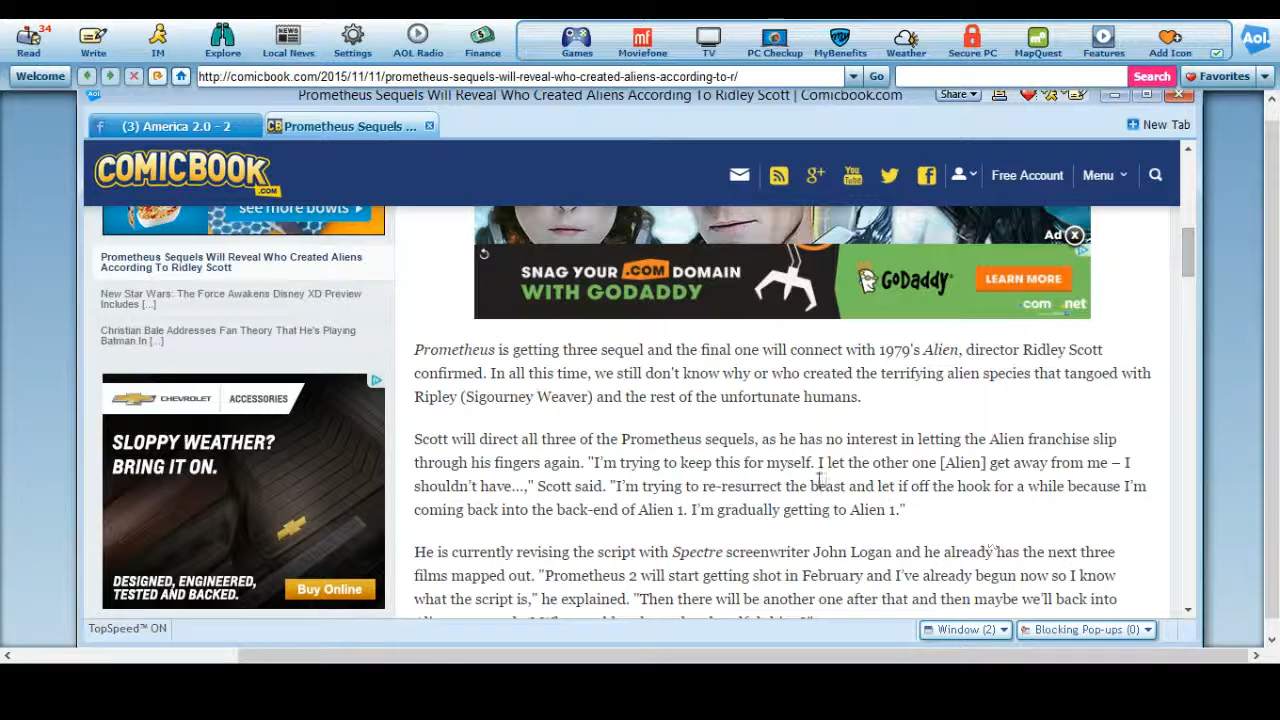 34
Read Write IM Explore Local News Settings AOL Radio Finance Games Moviefone TV PC Checkup MyBenefits Weather Secure PC MapQuest Features Add Icon Aol.
Welcome http://comicbook.com/2015/11/11/prometheus-sequels-will-reveal-who-created-aliens-according-to-r/ Go Search Favorites
Aol Prometheus Sequels Will Reveal Who Created Aliens According To Ridley Scott | Comicbook.com Share
(3) America 2.0 - 2 CB Prometheus Sequels ... New Tab
COMICBOOK .COM g+ You Tube Free Account Menu
see more bowls
Ad X
SNAG YOUR .COM DOMAIN
WITH GODADDY
GoDaddy LEARN MORE
.com .net
Prometheus Sequels Will Reveal Who Created Aliens
According To Ridley Scott
New Star Wars: The Force Awakens Disney XD Preview
Includes [...]
Christian Bale Addresses Fan Theory That He's Playing
Batman In [...]
CHEVROLET ACCESSORIES
SLOPPY WEATHER?
BRING IT ON.
DESIGNED, ENGINEERED,
TESTED AND BACKED.
Buy Online
Prometheus is getting three sequel and the final one will connect with 1979's Alien, director Ridley Scott
confirmed. In all this time, we still don't know why or who created the terrifying alien species that tangoed with
Ripley (Sigourney Weaver) and the rest of the unfortunate humans.
Scott will direct all three of the Prometheus sequels, as he has no interest in letting the Alien franchise slip
through his fingers again. "I'm trying to keep this for myself. I let the other one [Alien] get away from me – I
shouldn't have...," Scott said. "I'm trying to re-resurrect the beast and let if off the hook for a while because I'm
coming back into the back-end of Alien 1. I'm gradually getting to Alien 1."
He is currently revising the script with Spectre screenwriter John Logan and he already has the next three
films mapped out. "Prometheus 2 will start getting shot in February and I've already begun now so I know
what the script is," he explained. "Then there will be another one after that and then maybe we'll back into
TopSpeed™ ON Window (2) Blocking Pop-ups (0)